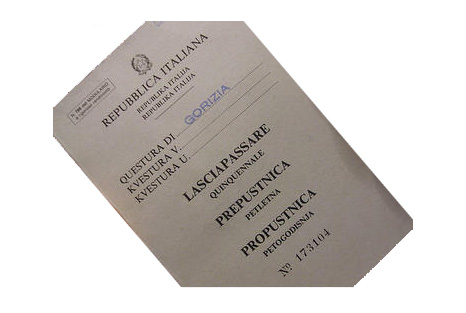 REPUBBLICA ITALIANA
REPUBLIKA ITALIJA
REPUBLIKA ITALIJA
QUESTURA DI
KVESTURA V.
KVESTURA U.
GORIZIA
LASCIAPASSARE
QUINQUENNALE
PREPUSTNICA
PETLETNA
PROPUSTNICA
PETOGODISNJA
No 173104